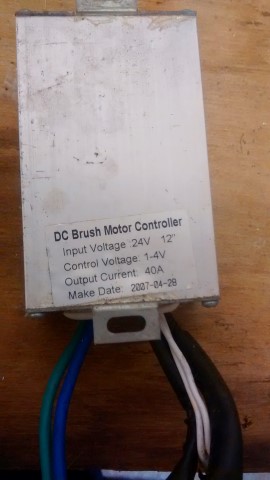 DC Brush Motor Controller
Input Voltage :24V 12"
Control Voltage: 1-4V
Output Current: 40A
Make Date: 2007-04-28